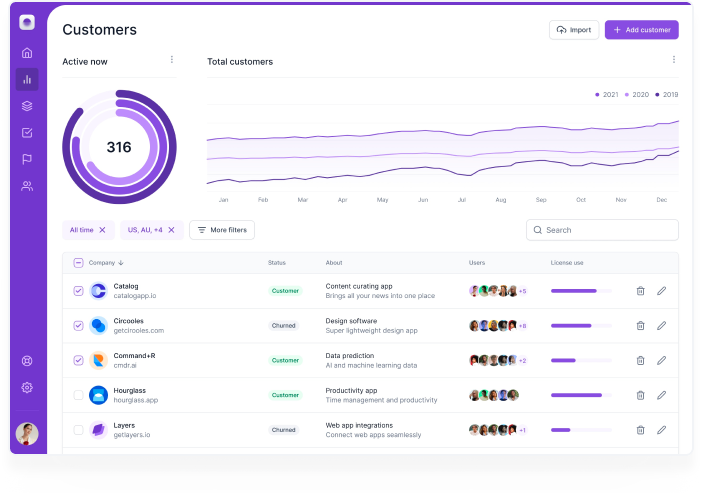 Customers
Import
Add customer
Active now
Total customers
2021
2020
2019
316
Jan Feb Mar Apr May Jun Jul Aug Sep Oct Nov Dec
All time
US, AU, +4
More filters
Search
Company Status About Users License use
Catalog
catalogapp.io
Customer
Content curating app
Brings all your news into one place
+5
Circooles
getcirooles.com
Churned
Design software
Super lightweight design app
+8
Command+R
cmdr.ai
Customer
Data prediction
AI and machine learning data
+2
Hourglass
hourglass.app
Customer
Productivity app
Time management and productivity
Layers
getlayers.io
Churned
Web app integrations
Connect web apps seamlessly
+1